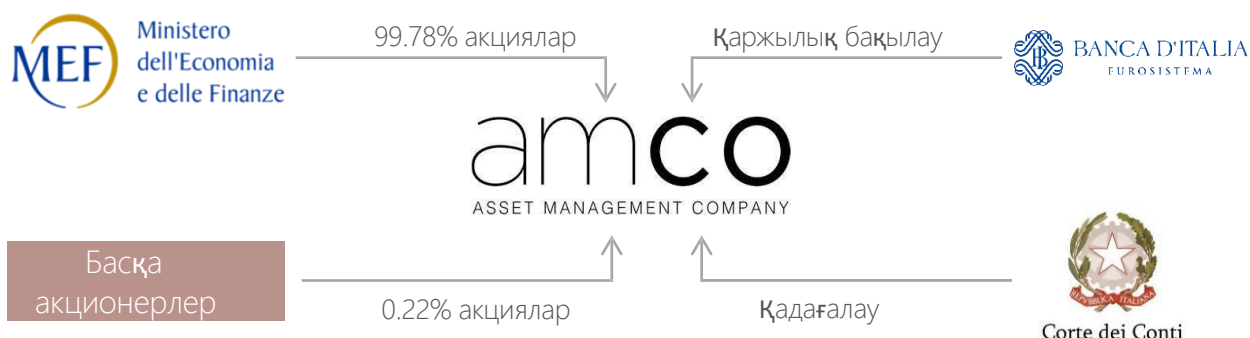 MEF
Ministero
dell'Economia
e delle Finanze
99.78% акциялар
Қаржылық бақылау
BANCA D'ITALIA
EUROSISTEMA
amco
ASSET MANAGEMENT COMPANY
Басқа
акционерлер
0.22% акциялар
Қадағалау
REPVBBLICA ITALIANA
Corte dei Conti